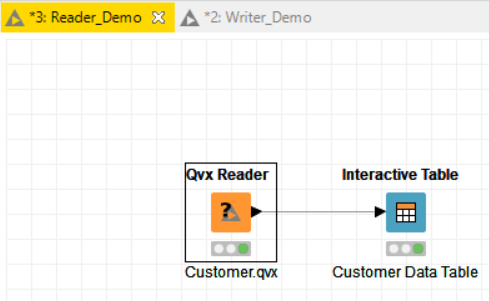 *3: Reader_Demo
*2: Writer_Demo
Qvx Reader
Interactive Table
?
Customer.qvx
Customer Data Table